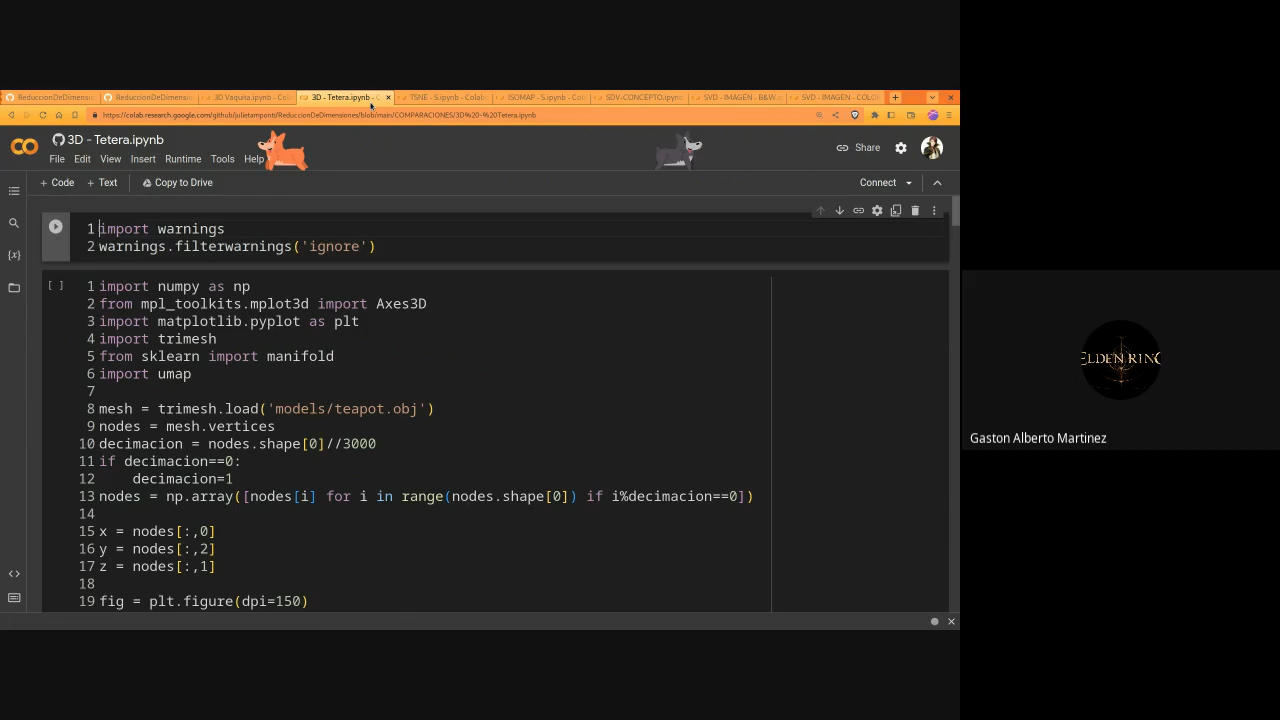 ReduccionDeDimensi
ReduccionDeDimensi
3D Vaquita.ipynb - Col
3D - Tetera.ipynb - C
TSNE - S.ipynb - Colab
ISOMAP - S.ipynb - Col
SDV-CONCEPTO.ipynb
SVD - IMAGEN - B&W.
SVD - IMAGEN - COLO
https://colab.research.google.com/github/julietamponti/ReduccionDeDimensiones/blob/main/COMPARACIONES/3D%20-%20Tetera.ipynb
3D - Tetera.ipynb
File Edit View Insert Runtime Tools Help
Share
+ Code + Text Copy to Drive
Connect
1 import warnings
2 warnings.filterwarnings('ignore')
[ ]
1 import numpy as np
2 from mpl_toolkits.mplot3d import Axes3D
3 import matplotlib.pyplot as plt
4 import trimesh
5 from sklearn import manifold
6 import umap
7
8 mesh = trimesh.load('models/teapot.obj')
9 nodes = mesh.vertices
10 decimacion = nodes.shape[0]//3000
11 if decimacion==0:
12     decimacion=1
13 nodes = np.array([nodes[i] for i in range(nodes.shape[0]) if i%decimacion==0])
14
15 x = nodes[:,0]
16 y = nodes[:,2]
17 z = nodes[:,1]
18
19 fig = plt.figure(dpi=150)
ELDEN RING
Gaston Alberto Martinez